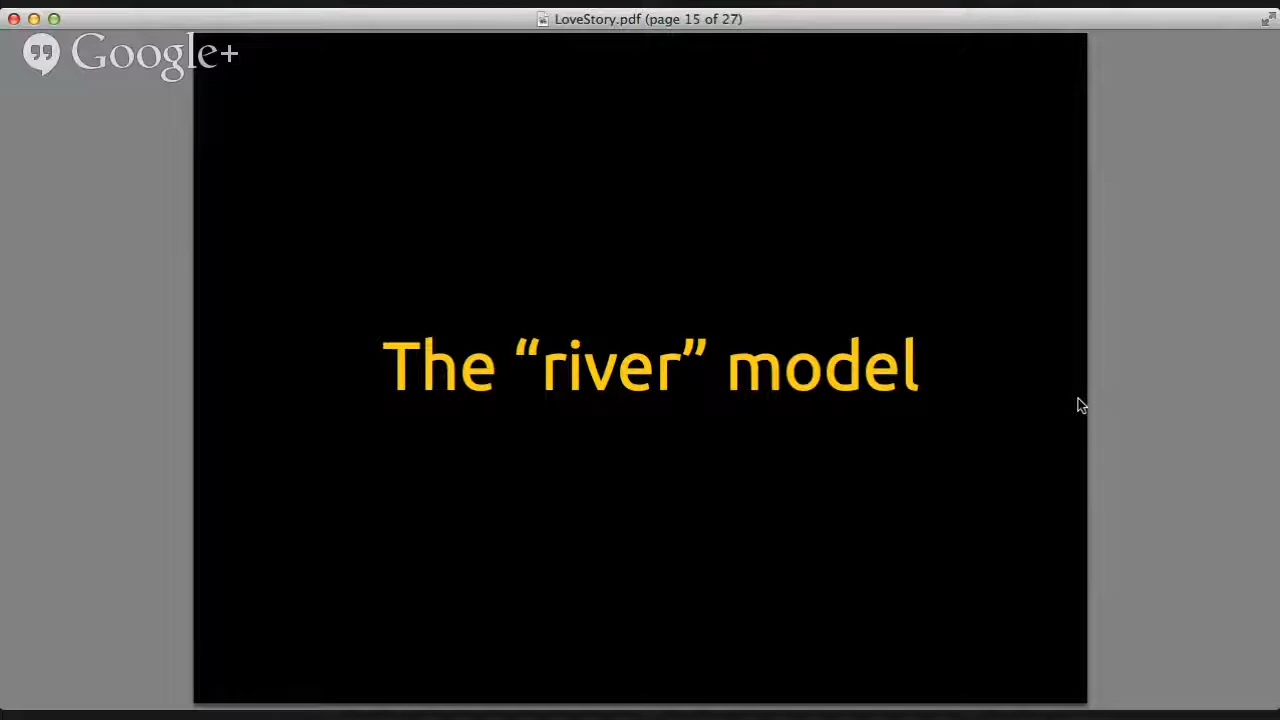 LoveStory.pdf (page 15 of 27)
Google+
The “river” model